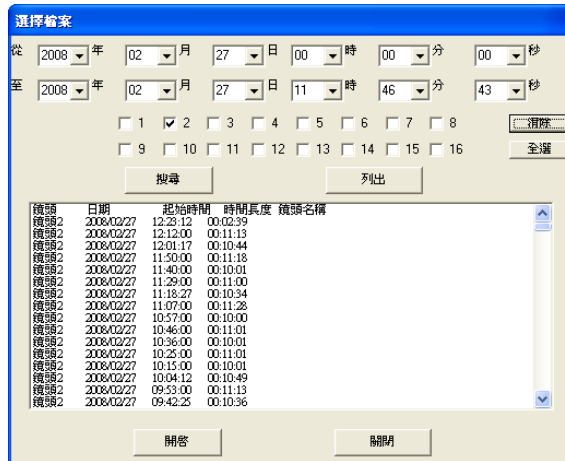 選擇檔案
從 2008 年 02 月 27 日 00 時 00 分 00 秒
至 2008 年 02 月 27 日 11 時 46 分 43 秒
1 2 3 4 5 6 7 8 清除
9 10 11 12 13 14 15 16 全選
搜尋 列出
鏡頭 日期 起始時間 時間長度 鏡頭名稱
鏡頭2 2008/02/27 12:23:12 00:02:39
鏡頭2 2008/02/27 12:12:00 00:11:13
鏡頭2 2008/02/27 12:01:17 00:10:44
鏡頭2 2008/02/27 11:50:00 00:11:18
鏡頭2 2008/02/27 11:40:00 00:10:01
鏡頭2 2008/02/27 11:29:00 00:11:00
鏡頭2 2008/02/27 11:18:27 00:10:34
鏡頭2 2008/02/27 11:07:00 00:11:28
鏡頭2 2008/02/27 10:57:00 00:10:00
鏡頭2 2008/02/27 10:46:00 00:11:01
鏡頭2 2008/02/27 10:36:00 00:10:01
鏡頭2 2008/02/27 10:25:00 00:11:01
鏡頭2 2008/02/27 10:15:00 00:10:01
鏡頭2 2008/02/27 10:04:12 00:10:49
鏡頭2 2008/02/27 09:53:00 00:11:13
鏡頭2 2008/02/27 09:42:25 00:10:36
開啓 關閉